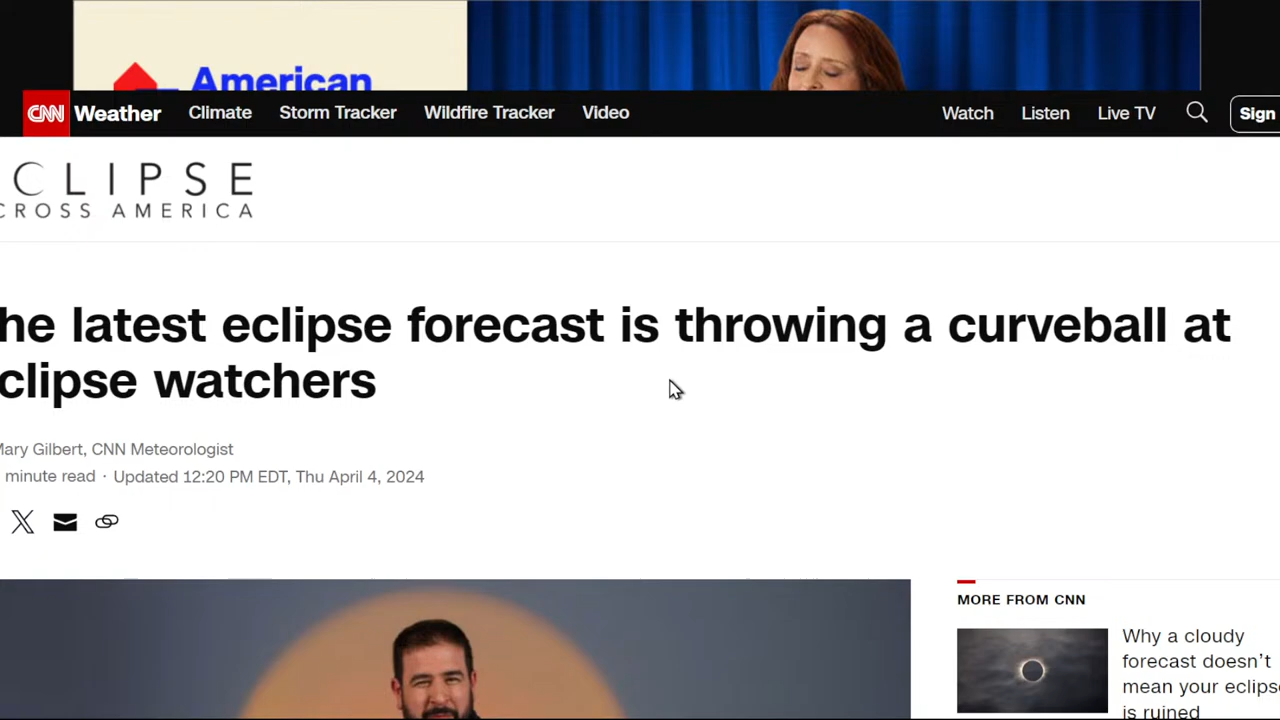 American
CNN Weather Climate Storm Tracker Wildfire Tracker Video Watch Listen Live TV Sign
CLIPSE
CROSS AMERICA
he latest eclipse forecast is throwing a curveball at
clipse watchers
Mary Gilbert, CNN Meteorologist
minute read · Updated 12:20 PM EDT, Thu April 4, 2024
MORE FROM CNN
Why a cloudy
forecast doesn't
mean your eclipse
is ruined